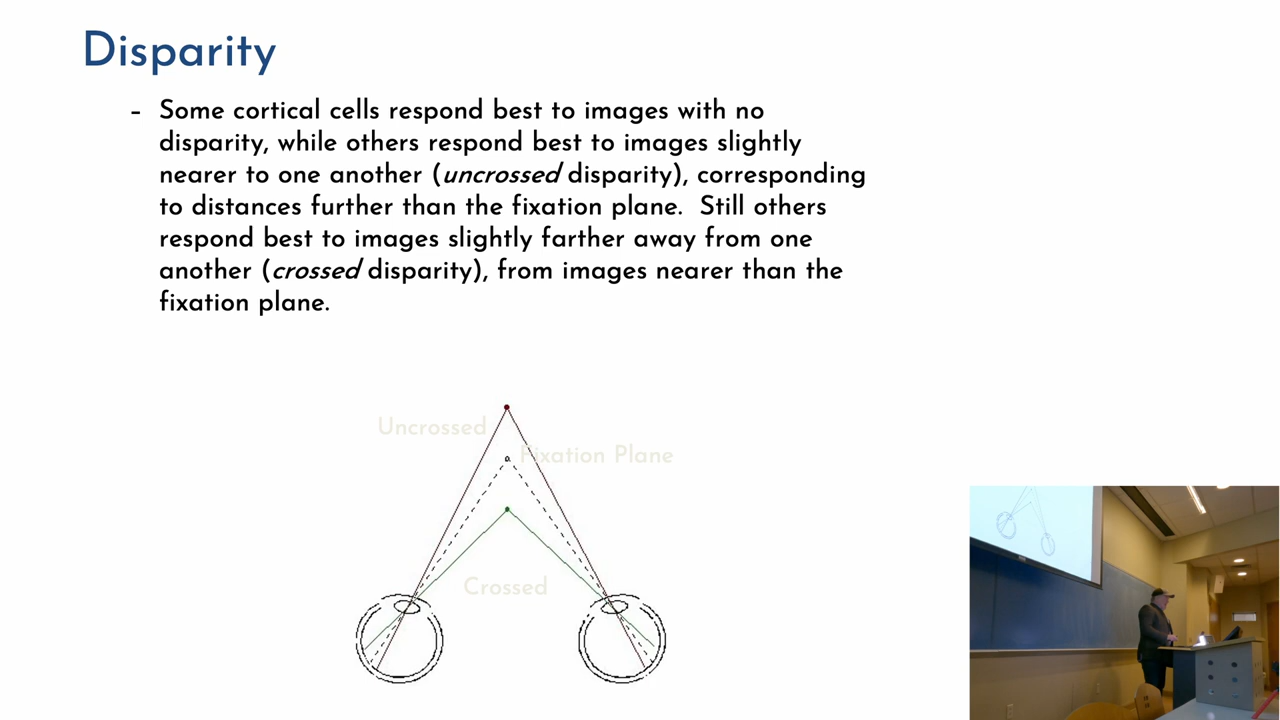 Disparity
– Some cortical cells respond best to images with no
disparity, while others respond best to images slightly
nearer to one another (uncrossed disparity), corresponding
to distances further than the fixation plane.  Still others
respond best to images slightly farther away from one
another (crossed disparity), from images nearer than the
fixation plane.
Uncrossed
Fixation Plane
Crossed